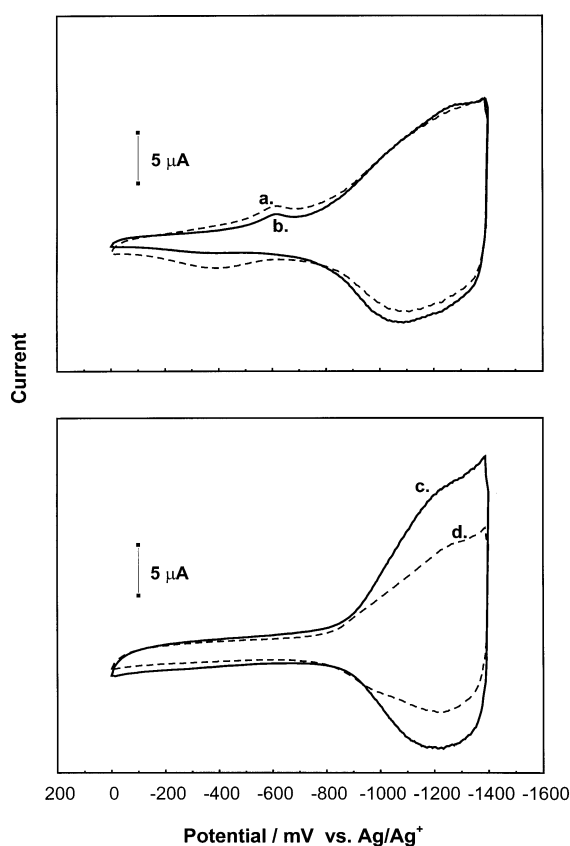 5 μA
a.
b.
Current
c.
d.
5 μA
200 0 -200 -400 -600 -800 -1000 -1200 -1400 -1600
Potential / mV vs. Ag/Ag⁺